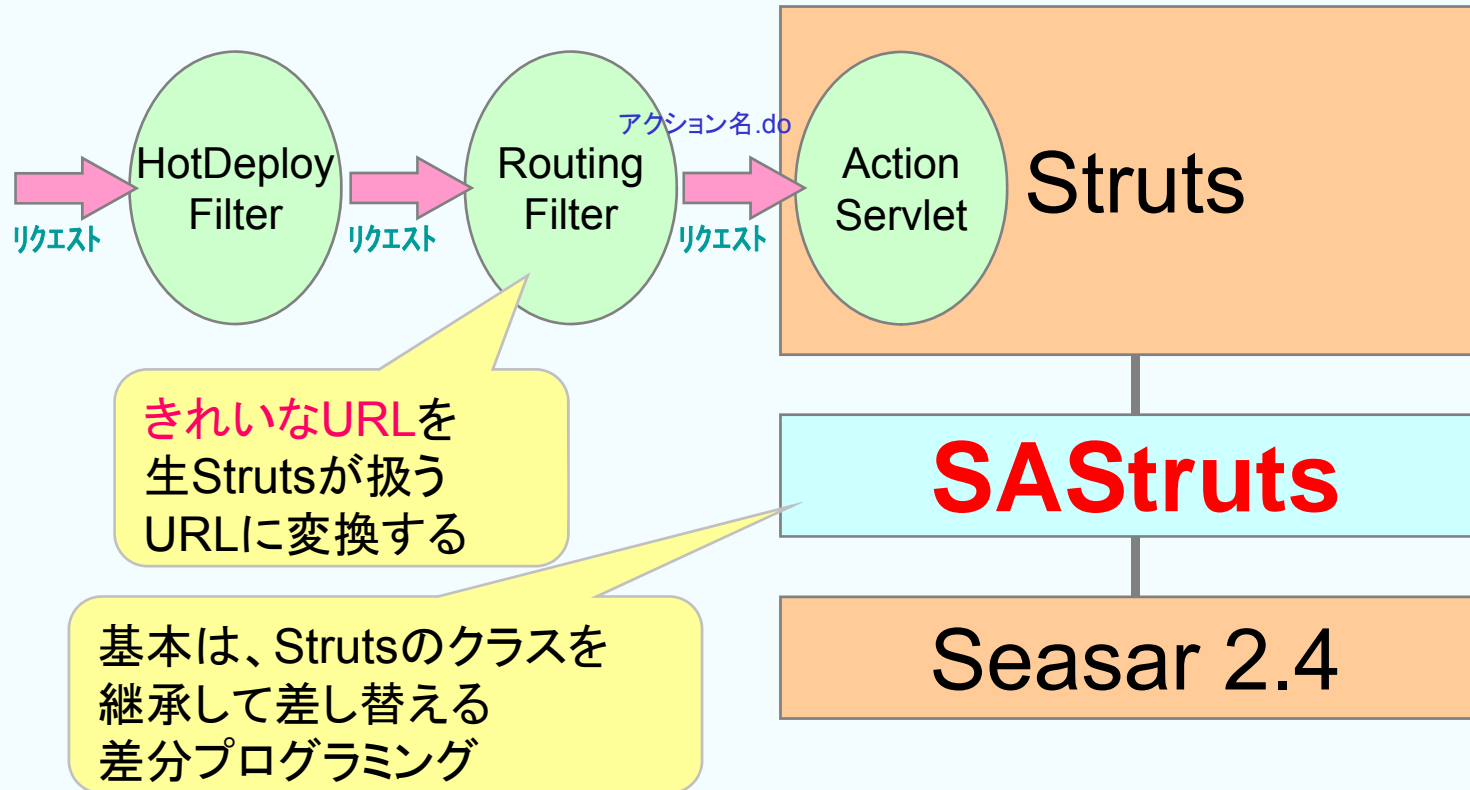 アクション名.do
HotDeploy
Filter
Routing
Filter
Action
Servlet
Struts
リクエスト
リクエスト
リクエスト
きれいなURLを
生Strutsが扱う
URLに変換する
SAStruts
基本は、Strutsのクラスを
継承して差し替える
差分プログラミング
Seasar 2.4